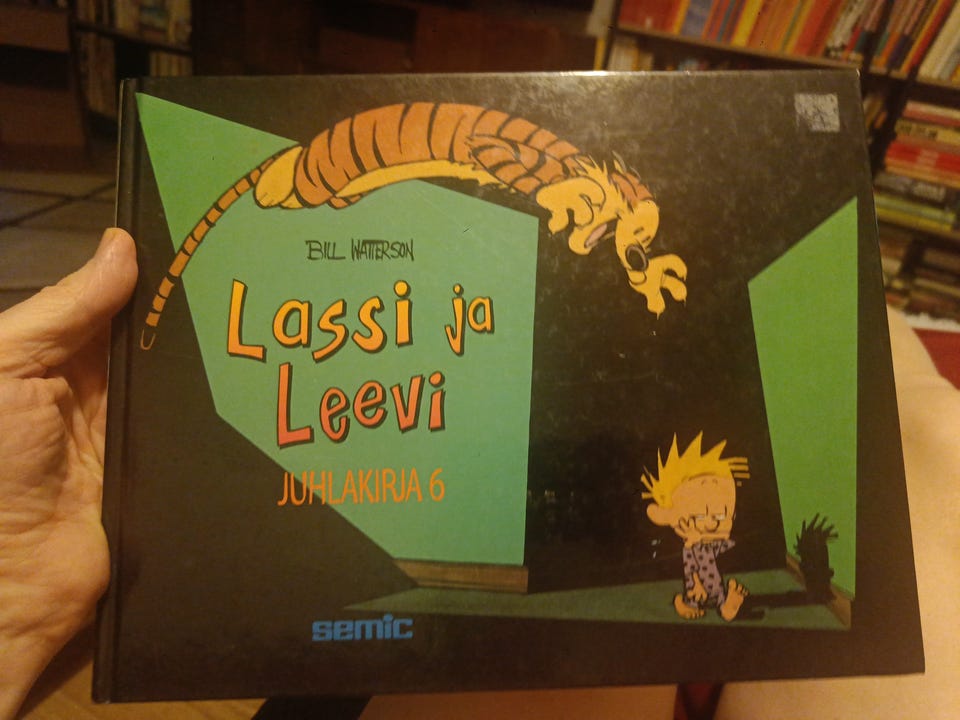 BILL WATTERSON
Lassi ja
Leevi
JUHLAKIRJA 6
semic